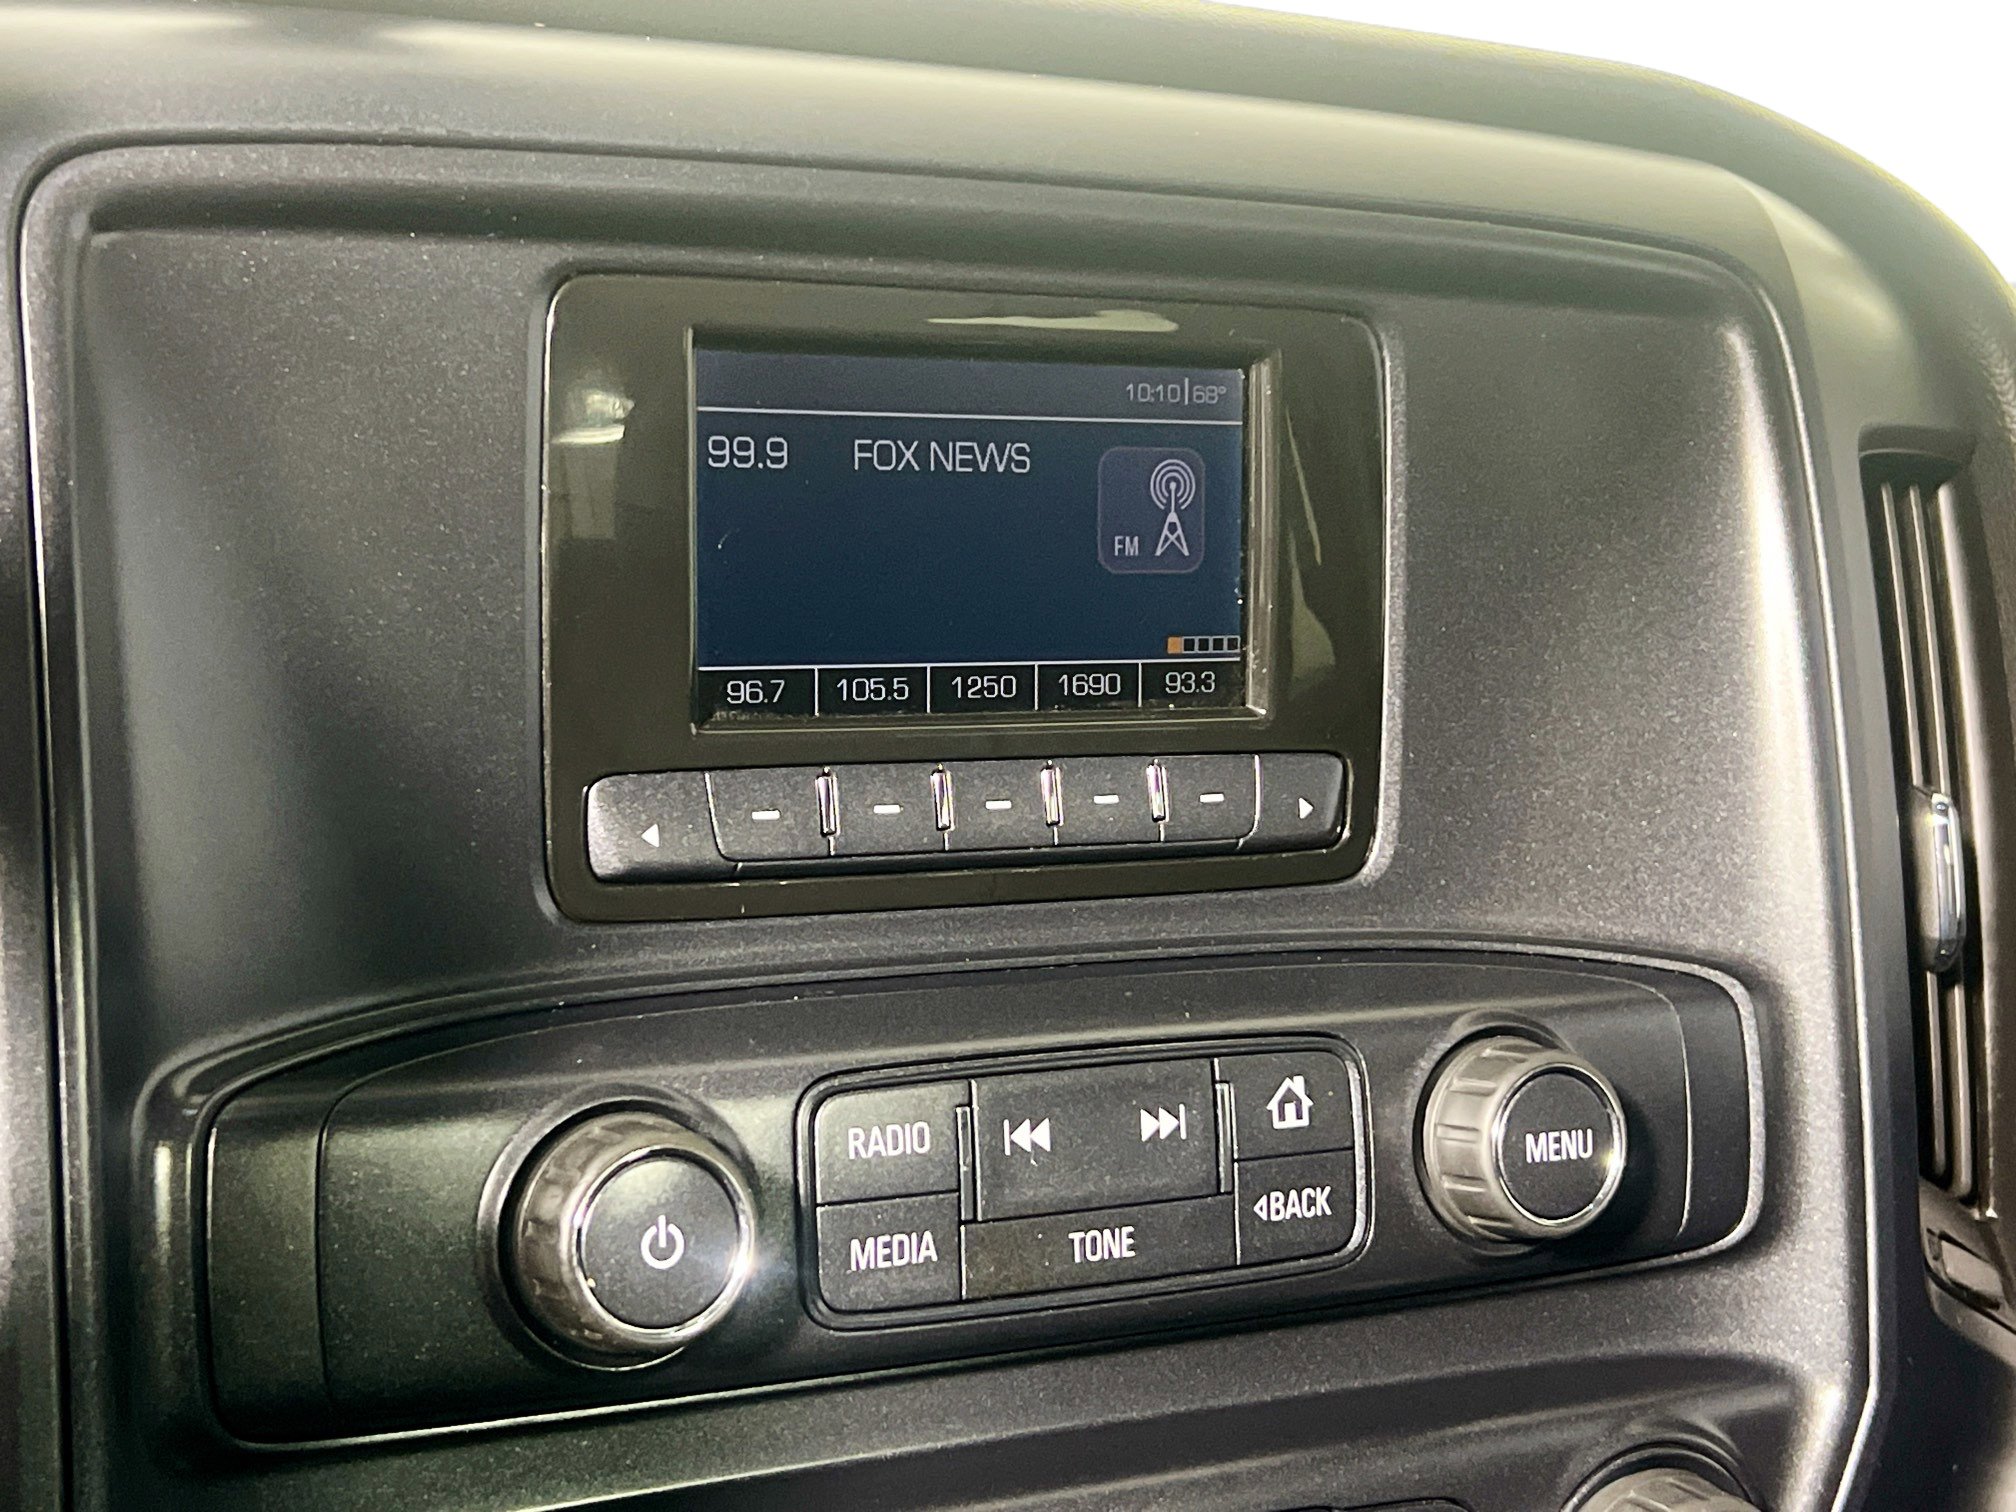 10:10 68°
99.9 FOX NEWS
FM
96.7 105.5 1250 1690 93.3
RADIO
MEDIA
TONE
BACK
MENU